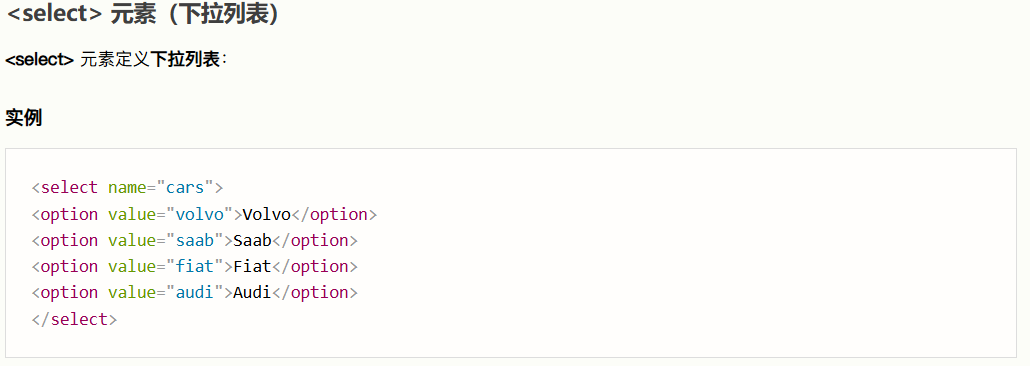 <select> 元素（下拉列表）
<select> 元素定义下拉列表：
实例
<select name="cars">
<option value="volvo">Volvo</option>
<option value="saab">Saab</option>
<option value="fiat">Fiat</option>
<option value="audi">Audi</option>
</select>